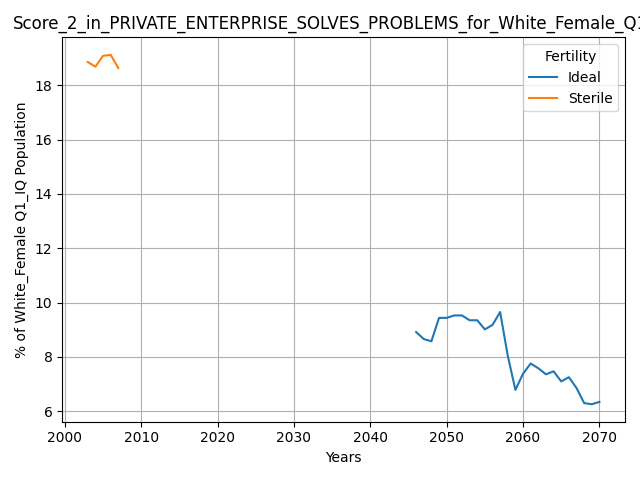 Score_2_in_PRIVATE_ENTERPRISE_SOLVES_PROBLEMS_for_White_Female_Q1
Fertility
Ideal
Sterile
% of White_Female Q1_IQ Population
18
16
14
12
10
8
6
2000 2010 2020 2030 2040 2050 2060 2070
Years